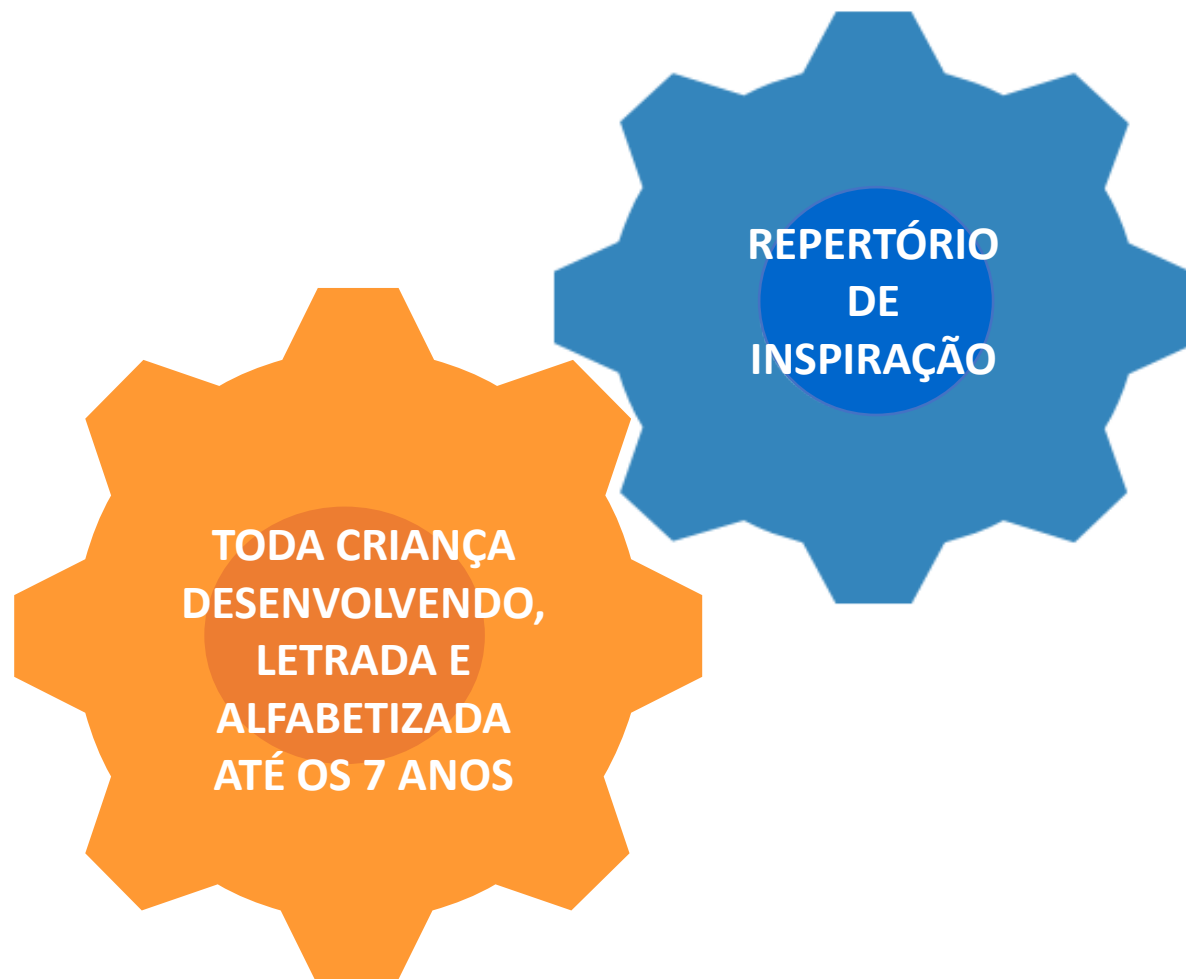 REPERTÓRIO
DE
INSPIRAÇÃO
TODA CRIANÇA
DESENVOLVENDO,
LETRADA E
ALFABETIZADA
ATÉ OS 7 ANOS